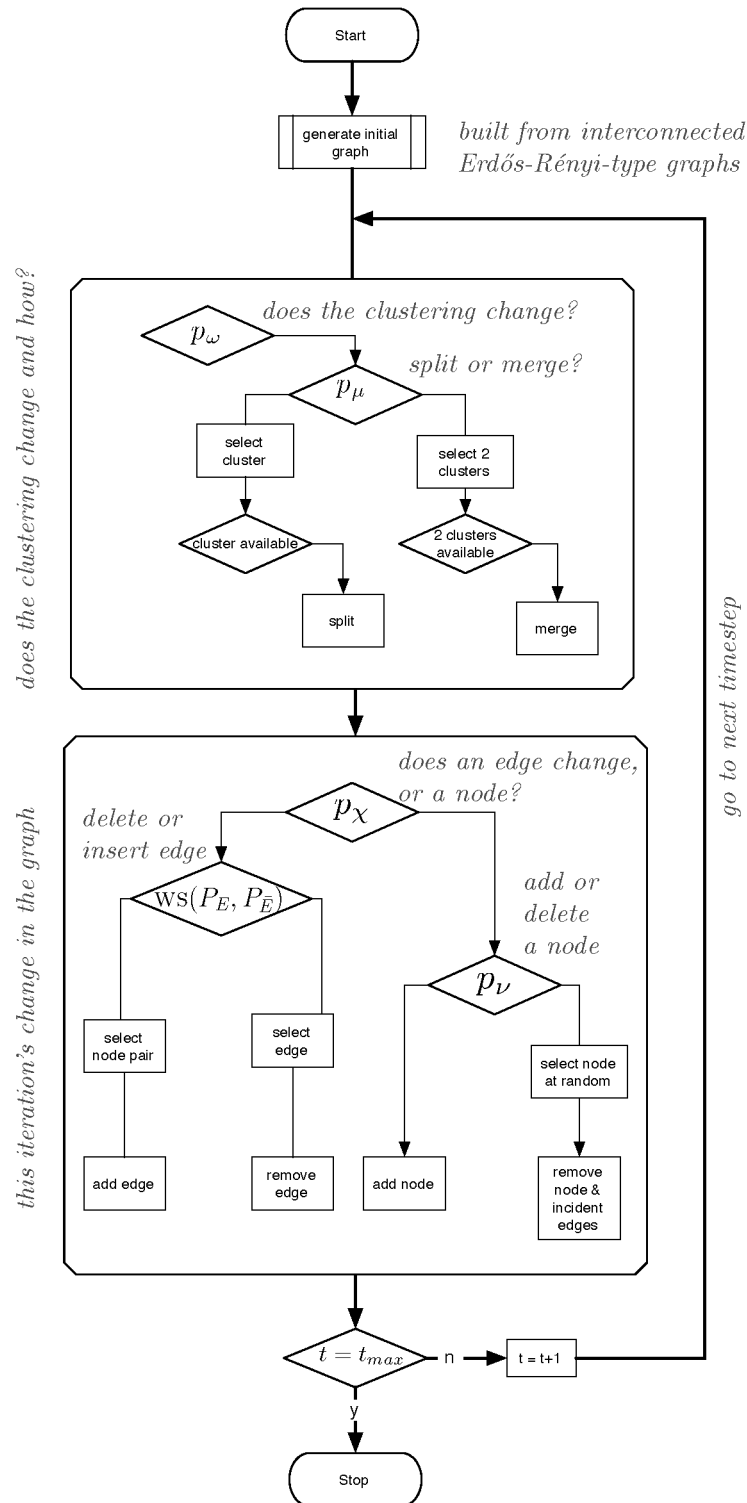 Start
generate initial
graph
built from interconnected
Erdős-Rényi-type graphs
does the clustering change and how?
does the clustering change?
p_ω
split or merge?
p_μ
select
cluster
select 2
clusters
cluster available
2 clusters
available
split
merge
go to next timestep
this iteration's change in the graph
does an edge change,
or a node?
p_χ
delete or
insert edge
ws(P_E, P_Ē)
add or
delete
a node
p_ν
select
node pair
select
edge
select node
at random
add edge
remove
edge
add node
remove
node &
incident
edges
t = t_max
n
t = t+1
y
Stop